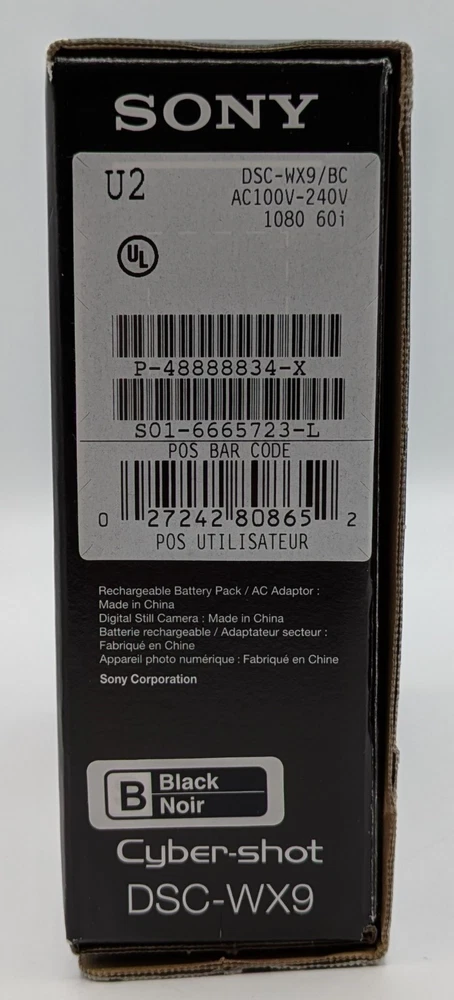 SONY
U2
DSC-WX9/BC
AC100V-240V
1080 60i
UL
P-48888834-X
S01-6665723-L
POS BAR CODE
0 27242 80865 2
POS UTILISATEUR
Rechargeable Battery Pack / AC Adaptor :
Made in China
Digital Still Camera : Made in China
Batterie rechargeable / Adaptateur secteur :
Fabriqué en Chine
Appareil photo numérique : Fabriqué en Chine
Sony Corporation
B
Black
Noir
Cyber-shot
DSC-WX9